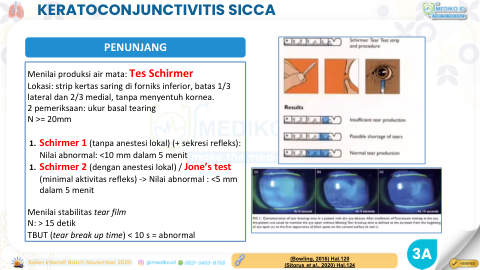 KERATOCONJUNCTIVITIS SICCA
MEDIKO.ID
PENUNJANG
Menilai produksi air mata: Tes Schirmer
Lokasi: strip kertas saring di forniks inferior, batas 1/3
lateral dan 2/3 medial, tanpa menyentuh kornea.
2 pemeriksaan: ukur basal tearing
N >= 20mm
1. Schirmer 1 (tanpa anestesi lokal) (+ sekresi refleks):
Nilai abnormal: <10 mm dalam 5 menit
1. Schirmer 2 (dengan anestesi lokal) / Jone's test
(minimal aktivitas refleks) -> Nilai abnormal : <5 mm
dalam 5 menit
Menilai stabilitas tear film
N: > 15 detik
TBUT (tear break up time) < 10 s = abnormal
Schirmer Tear Test strip
and procedure
Results
Insufficient tear production
Possible shortage of tears
Normal tear production
a
b
c
(Bowling, 2016) Hal.120
(Sitorus et al., 2020) Hal.124
3A